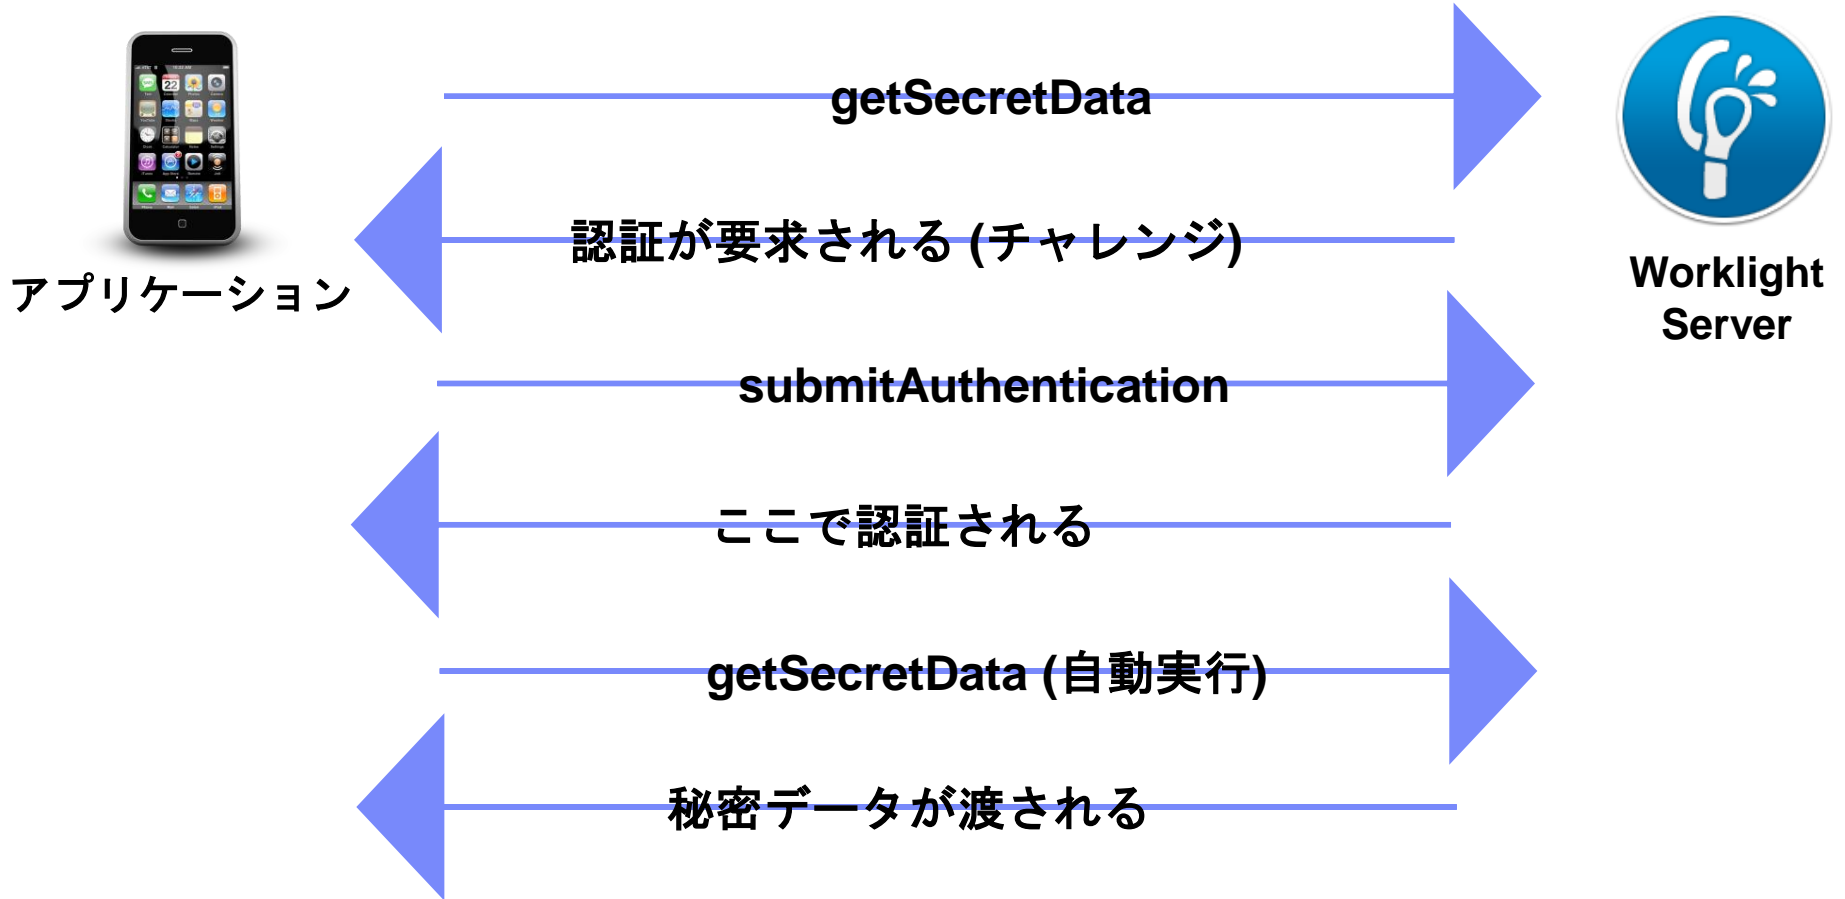 getSecretData
認証が要求される (チャレンジ)
アプリケーション
Worklight
Server
submitAuthentication
ここで認証される
getSecretData (自動実行)
秘密データが渡される